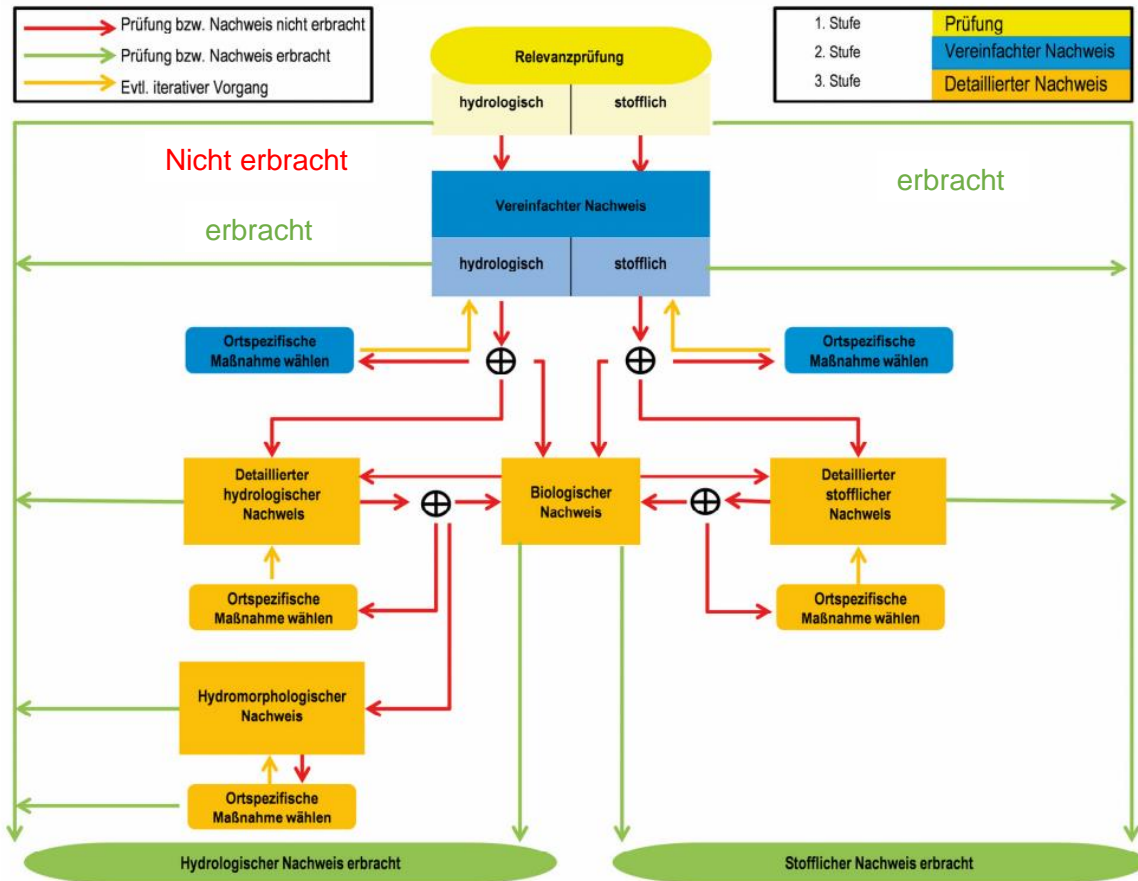 Prüfung bzw. Nachweis nicht erbracht
Prüfung bzw. Nachweis erbracht
Evtl. iterativer Vorgang
1. Stufe Prüfung
2. Stufe Vereinfachter Nachweis
3. Stufe Detaillierter Nachweis
Relevanzprüfung
hydrologisch stofflich
Nicht erbracht
erbracht
erbracht
Vereinfachter Nachweis
hydrologisch stofflich
Ortspezifische
Maßnahme wählen
Ortspezifische
Maßnahme wählen
Detaillierter
hydrologischer
Nachweis
Biologischer
Nachweis
Detaillierter
stofflicher
Nachweis
Ortspezifische
Maßnahme wählen
Ortspezifische
Maßnahme wählen
Hydromorphologischer
Nachweis
Ortspezifische
Maßnahme wählen
Hydrologischer Nachweis erbracht
Stofflicher Nachweis erbracht